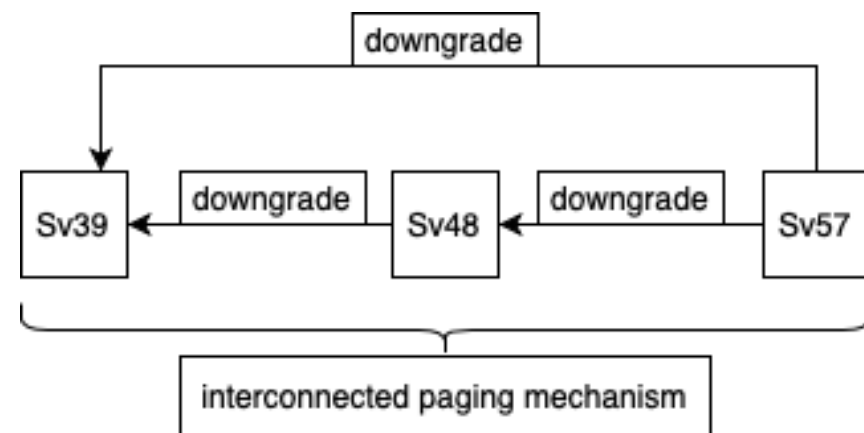 downgrade
Sv39
downgrade
Sv48
downgrade
Sv57
interconnected paging mechanism